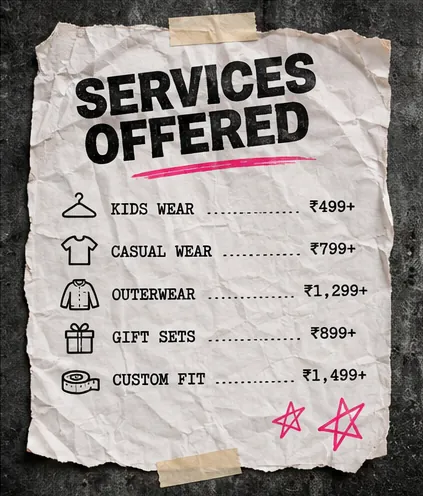 SERVICES
OFFERED
KIDS WEAR ..................... ₹499+
CASUAL WEAR .................. ₹799+
OUTERWEAR .................... ₹1,299+
GIFT SETS ..................... ₹899+
CUSTOM FIT .................. ₹1,499+